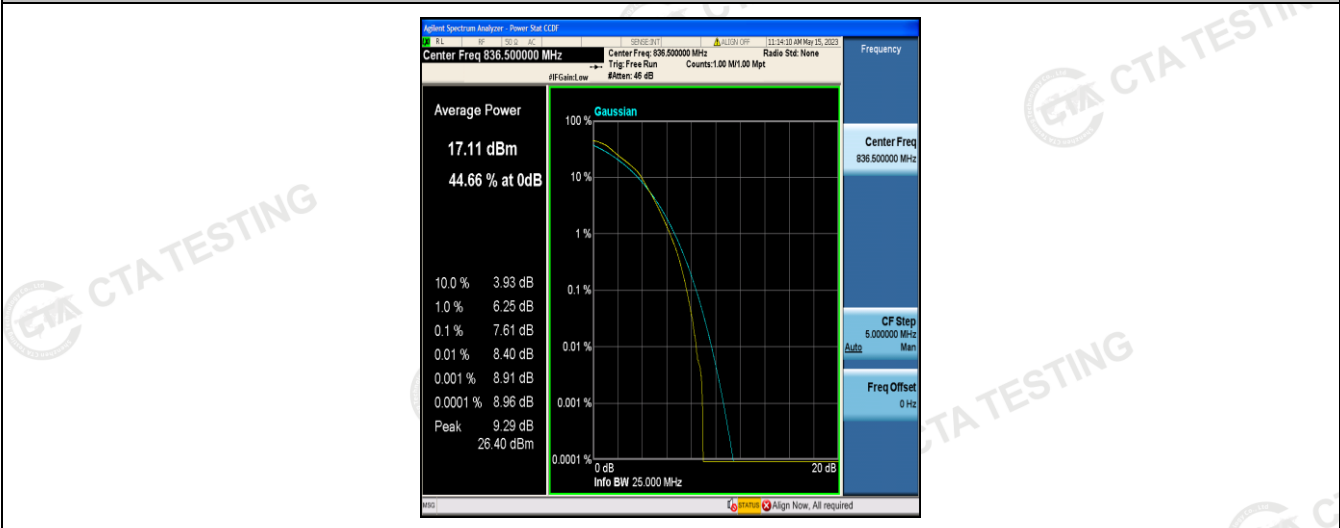 Agilent Spectrum Analyzer - Power Stat CCDF
RL RF 50 Ω AC SENSE:INT ALIGN OFF 11:14:10 AM May 15, 2023
Center Freq 836.500000 MHz
Center Freq: 836.500000 MHz Radio Std: None
Trig: Free Run Counts:1.00 M/1.00 Mpt
#IFGain:Low #Atten: 46 dB
Frequency
Average Power
17.11 dBm
44.66 % at 0dB
10.0 % 3.93 dB
1.0 % 6.25 dB
0.1 % 7.61 dB
0.01 % 8.40 dB
0.001 % 8.91 dB
0.0001 % 8.96 dB
Peak 9.29 dB
26.40 dBm
Gaussian
100 %
10 %
1 %
0.1 %
0.01 %
0.001 %
0.0001 %
0 dB 20 dB
Info BW 25.000 MHz
Center Freq
836.500000 MHz
CF Step
5.000000 MHz
Auto Man
Freq Offset
0 Hz
MSG STATUS Align Now, All required
CTA TESTING
CTA TESTING
CTA TESTING